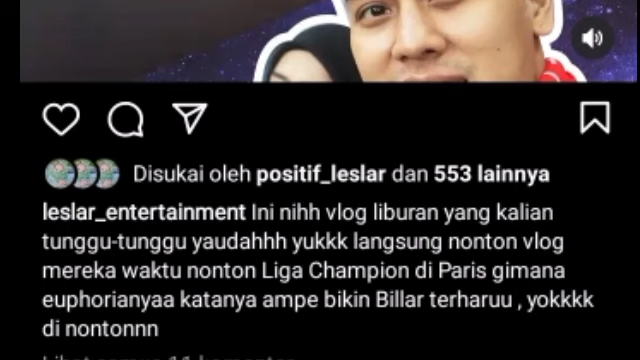 Disukai oleh positif_leslar dan 553 lainnya
leslar_entertainment Ini nihh vlog liburan yang kalian
tunggu-tunggu yaudahhh yukkk langsung nonton vlog
mereka waktu nonton Liga Champion di Paris gimana
euphorianyaa katanya ampe bikin Billar terharuu , yokkkk
di nontonnn